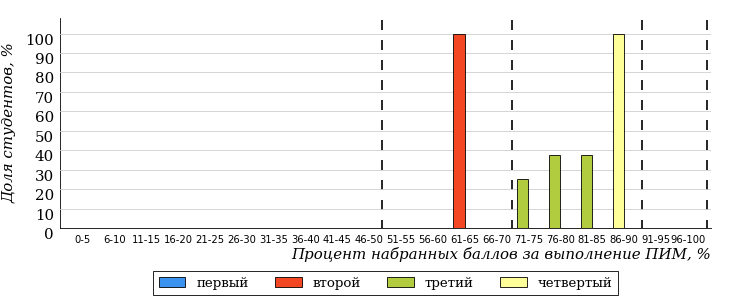 Доля студентов, %
100
90
80
70
60
50
40
30
20
10
0
0-5 6-10 11-15 16-20 21-25 26-30 31-35 36-40 41-45 46-50 51-55 56-60 61-65 66-70 71-75 76-80 81-85 86-90 91-95 96-100
Процент набранных баллов за выполнение ПИМ, %
первый второй третий четвертый